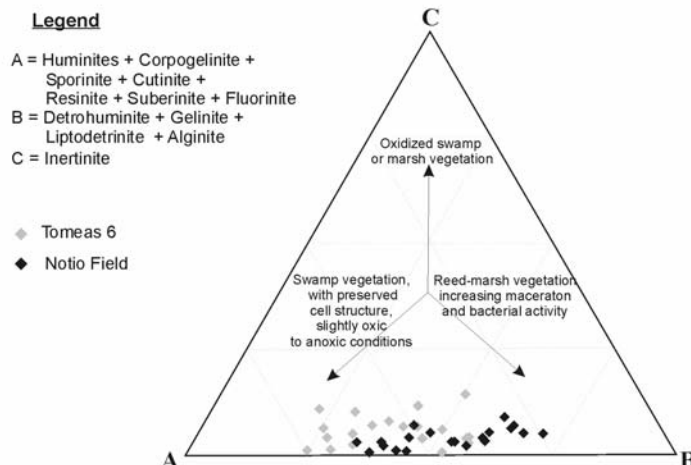 Legend
A = Huminites + Corpogelinite +
Sporinite + Cutinite +
Resinite + Suberinite + Fluorinite
B = Detrohuminite + Gelinite +
Liptodetrinite + Alginite
C = Inertinite
Tomeas 6
Notio Field
C
Oxidized swamp
or marsh vegetation
Swamp vegetation,
with preserved
cell structure,
slightly oxic
to anoxic conditions
Reed-marsh vegetation
increasing maceraton
and bacterial activity
A
B